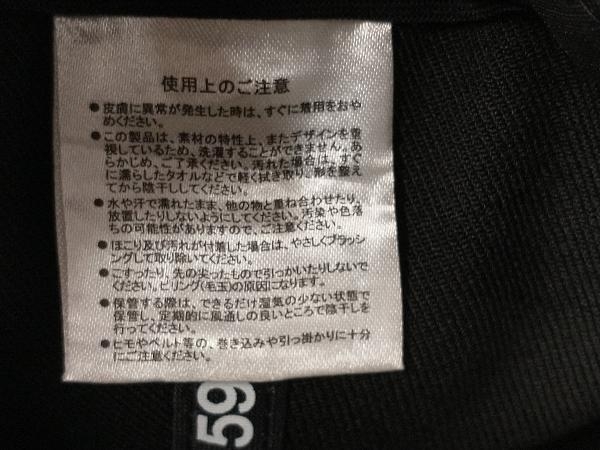 使用上のご注意
●皮膚に異常が発生した時は、すぐに着用をおや
めください。
●この製品は、素材の特性上、またデザインを重
視しているため、洗濯することができません。あ
らかじめ、ご了承ください。汚れた場合は、すぐ
に濡らしたタオルなどで軽く拭き取り、形を整え
てから陰干ししてください。
●水や汗で濡れたまま、他の物と重ね合わせたり、
放置したりしないようにしてください。汚染や色落
ちの可能性がありますので、ご注意ください。
●ほこり及び汚れが付着した場合は、やさしくブラッシ
ングして取り除いてください。
●こすったり、先の尖ったもので引っかいたりしないで
ください。ピリング(毛玉)の原因になります。
●保管する際は、できるだけ湿気の少ない状態で
保管し、定期的に風通しの良いところで陰干しを
行ってください。
●ヒモやベルト等の、巻き込みや引っ掛かりに十分
にご注意ください。
59